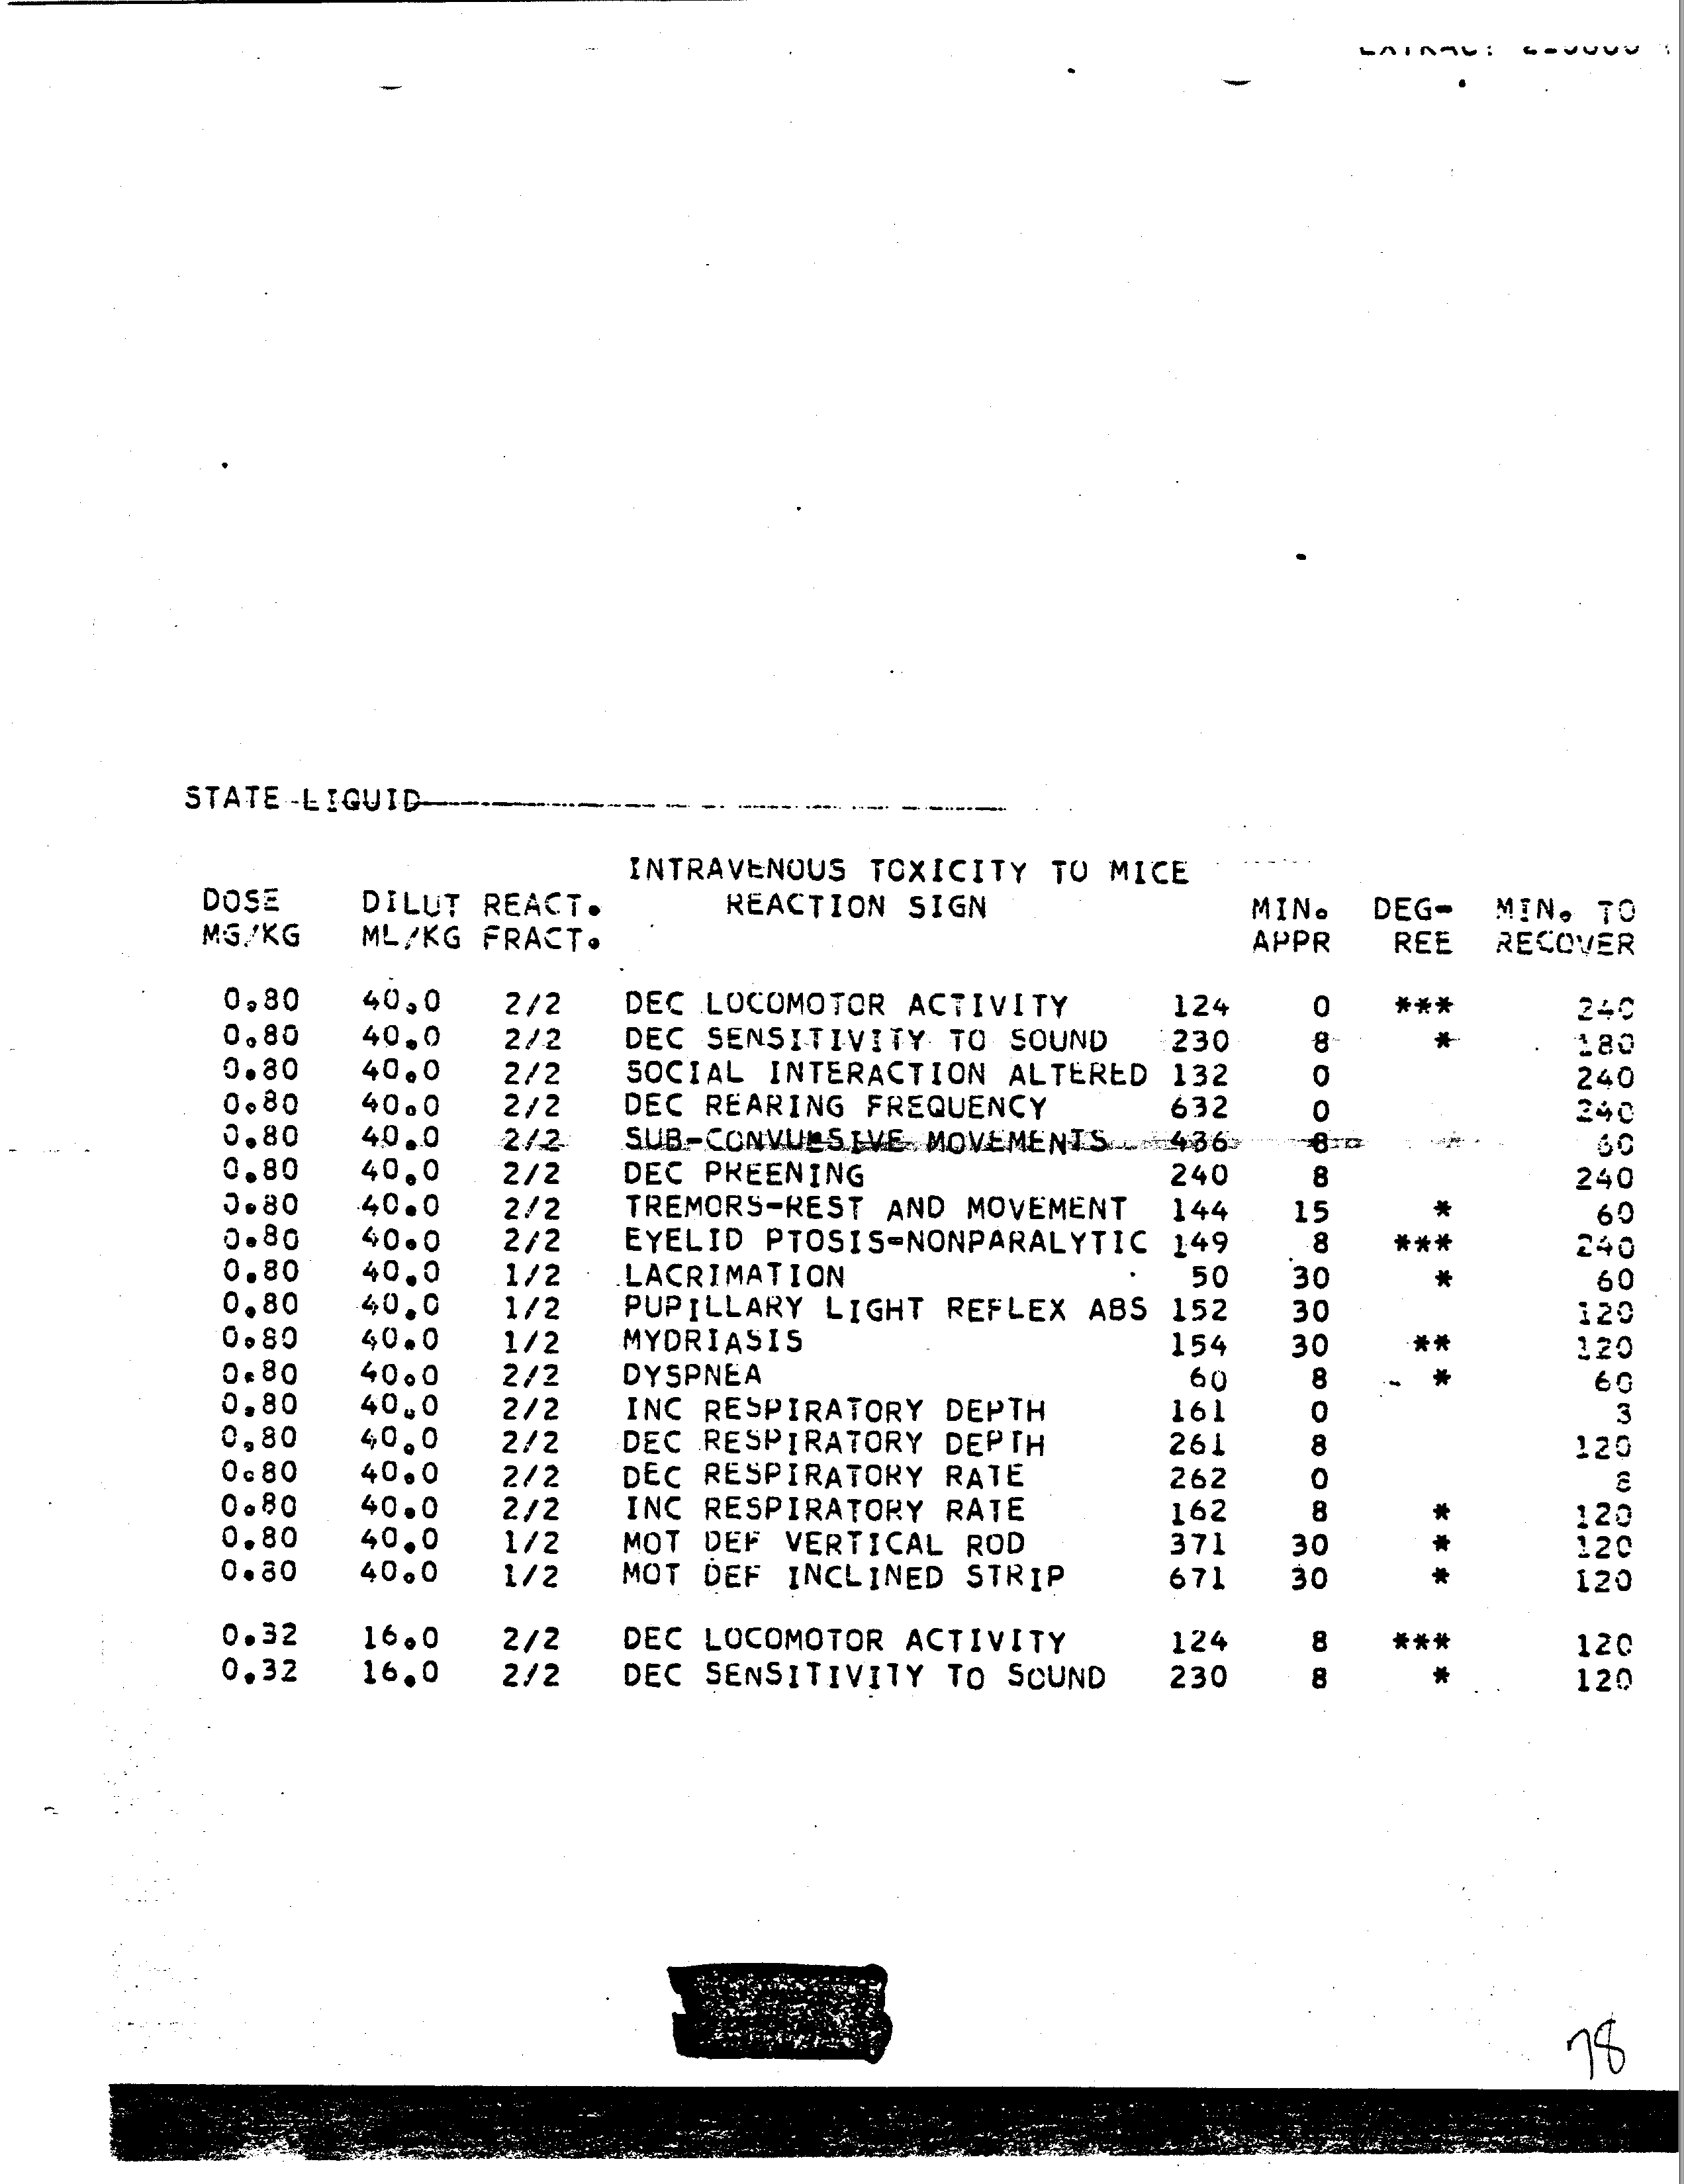 STATE-LIQUID
INTRAVENOUS TOXICITY TO MICE
DOSE DILUT REACT. REACTION SIGN MIN. DEG- MIN. TO
MG/KG ML/KG FRACT. APPR REE RECOVER
0.80 40.0 2/2 DEC LOCOMOTOR ACTIVITY 124 0 *** 240
0.80 40.0 2/2 DEC SENSITIVITY TO SOUND 230 8 * 180
0.80 40.0 2/2 SOCIAL INTERACTION ALTERED 132 0 240
0.80 40.0 2/2 DEC REARING FREQUENCY 632 0 240
0.80 40.0 2/2 SUB-CONVULSIVE MOVEMENTS 436 8 60
0.80 40.0 2/2 DEC PREENING 240 8 240
0.80 40.0 2/2 TREMORS-REST AND MOVEMENT 144 15 * 60
0.80 40.0 2/2 EYELID PTOSIS-NONPARALYTIC 149 8 *** 240
0.80 40.0 1/2 LACRIMATION 50 30 * 60
0.80 40.0 1/2 PUPILLARY LIGHT REFLEX ABS 152 30 120
0.80 40.0 1/2 MYDRIASIS 154 30 ** 120
0.80 40.0 2/2 DYSPNEA 60 8 * 60
0.80 40.0 2/2 INC RESPIRATORY DEPTH 161 0 3
0.80 40.0 2/2 DEC RESPIRATORY DEPTH 261 8 120
0.80 40.0 2/2 DEC RESPIRATORY RATE 262 0 8
0.80 40.0 2/2 INC RESPIRATORY RATE 162 8 * 120
0.80 40.0 1/2 MOT DEF VERTICAL ROD 371 30 * 120
0.80 40.0 1/2 MOT DEF INCLINED STRIP 671 30 * 120
0.32 16.0 2/2 DEC LOCOMOTOR ACTIVITY 124 8 *** 120
0.32 16.0 2/2 DEC SENSITIVITY TO SOUND 230 8 * 120
78